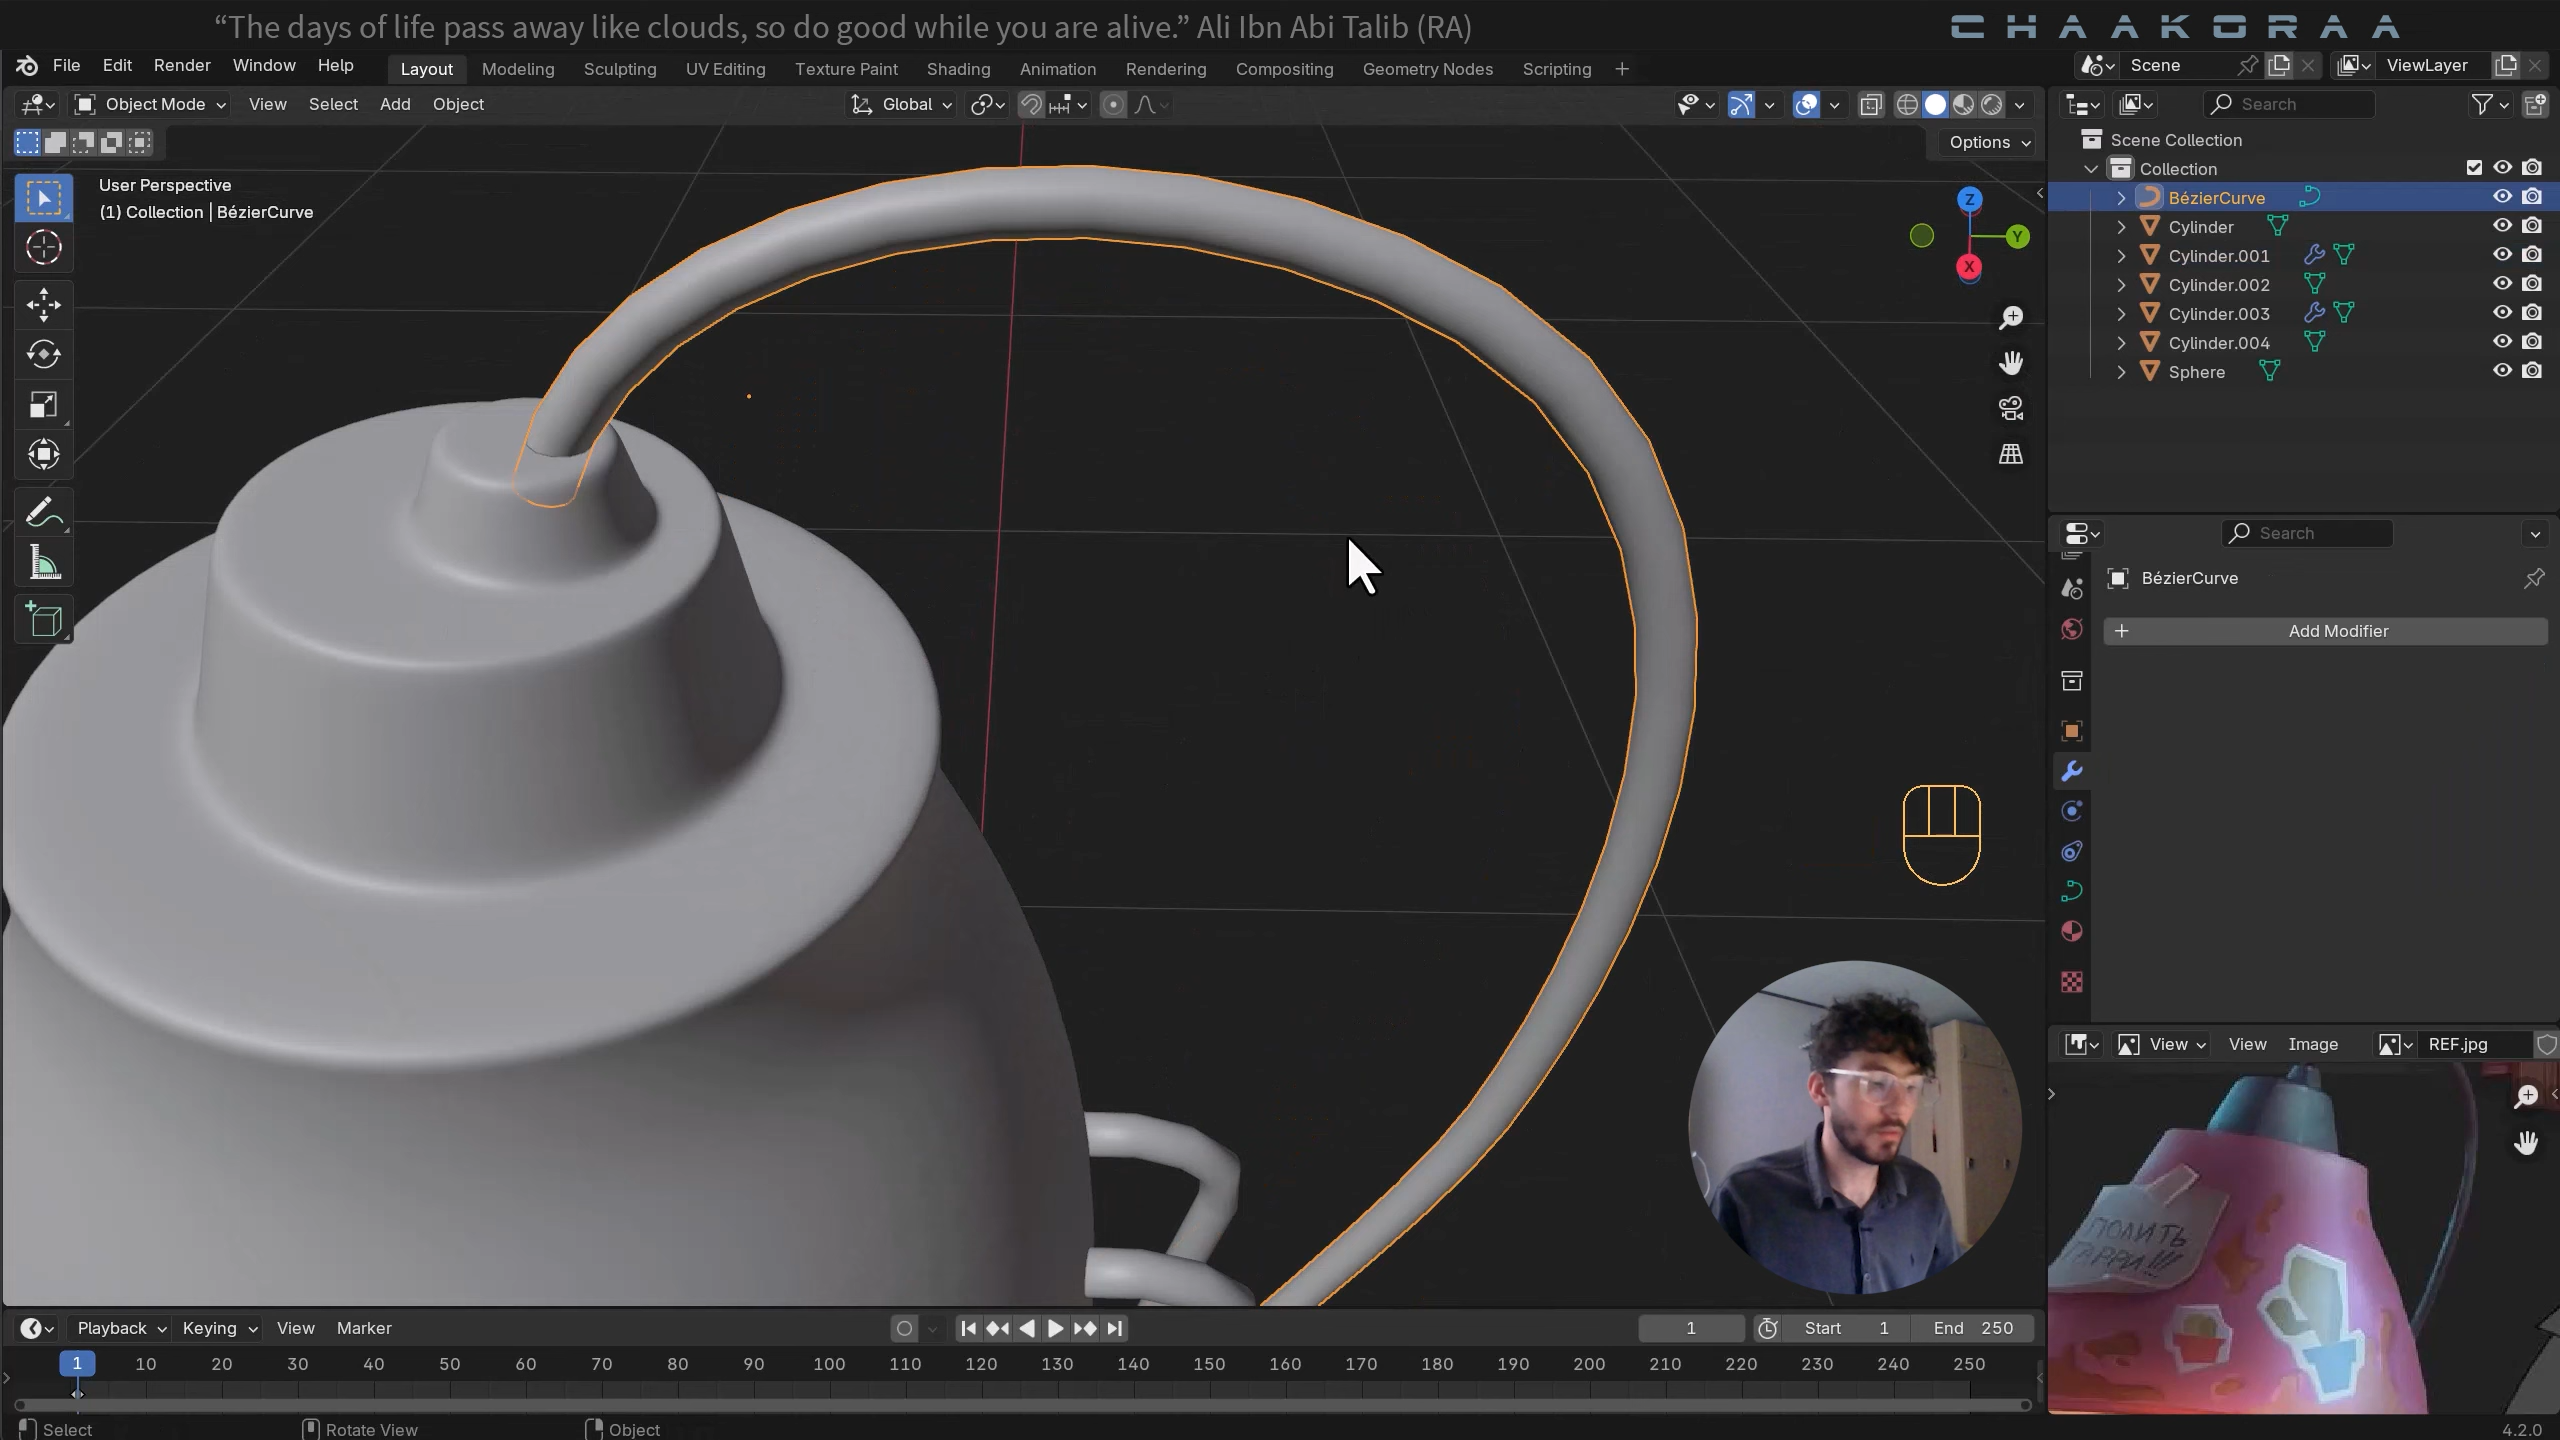 “The days of life pass away like clouds, so do good while you are alive.” Ali Ibn Abi Talib (RA)
CHAAKORAA
File Edit Render Window Help
Layout Modeling Sculpting UV Editing Texture Paint Shading Animation Rendering Compositing Geometry Nodes Scripting +
Scene
ViewLayer
Object Mode View Select Add Object
Global
Search
Options
User Perspective
(1) Collection | BézierCurve
Z
Y
X
Scene Collection
Collection
BézierCurve
Cylinder
Cylinder.001
Cylinder.002
Cylinder.003
Cylinder.004
Sphere
Search
BézierCurve
+ Add Modifier
View View Image REF.jpg
ПОЛИТЬ
ГАРРИ!!!
Playback Keying View Marker
1 Start 1 End 250
1 10 20 30 40 50 60 70 80 90 100 110 120 130 140 150 160 170 180 190 200 210 220 230 240 250
Select Rotate View Object
4.2.0